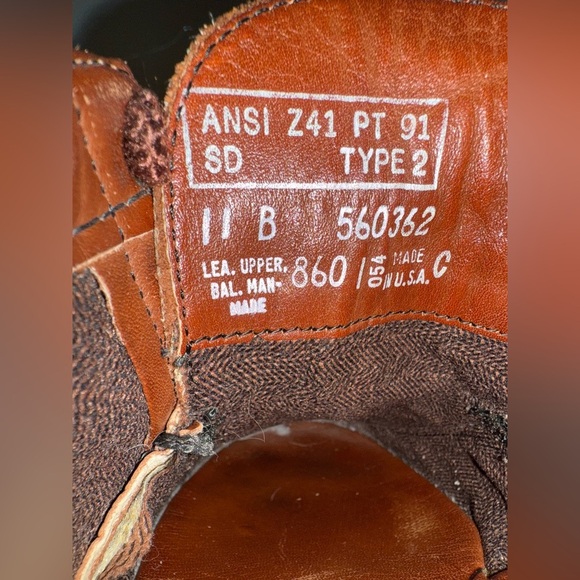 ANSI Z41 PT 91
SD TYPE 2
11 B 560362
LEA. UPPER.
BAL. MAN-
MADE
860/
054
MADE
IN U.S.A.
C